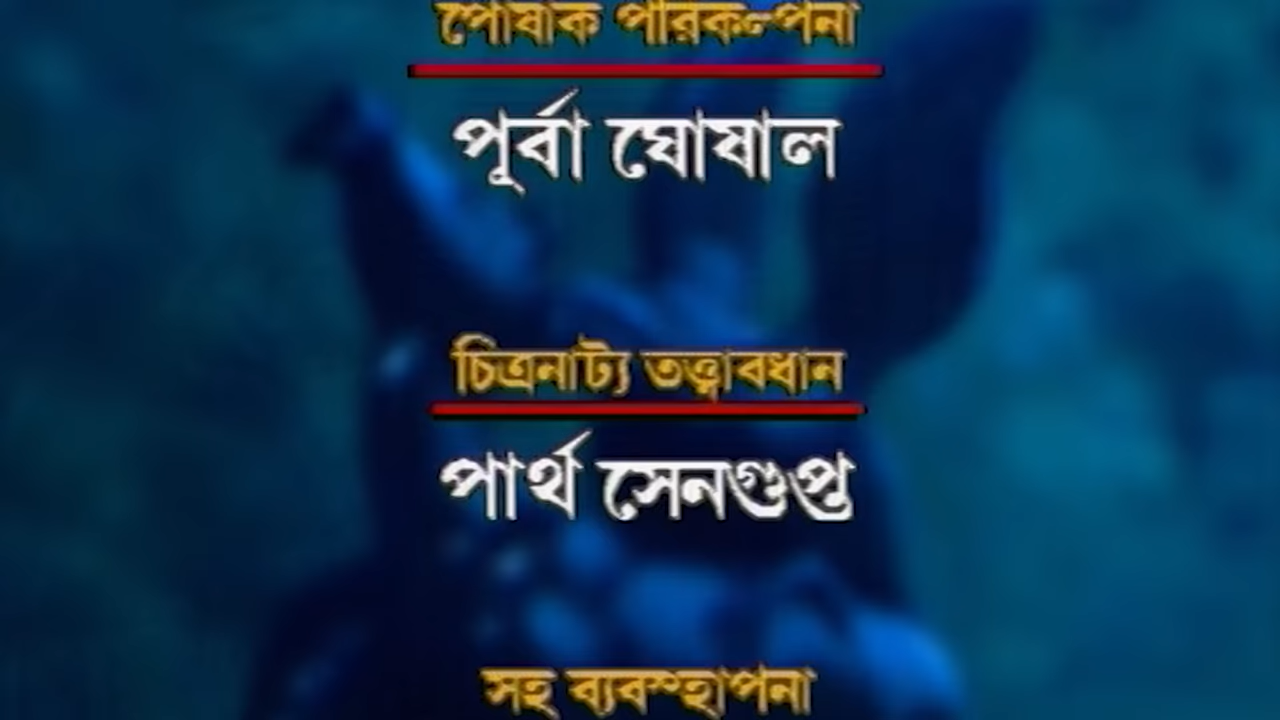 পোষাক পরিকল্পনা
পূর্বা ঘোষাল
চিত্রনাট্য তত্ত্বাবধান
পার্থ সেনগুপ্ত
সহ ব্যবস্হাপনা